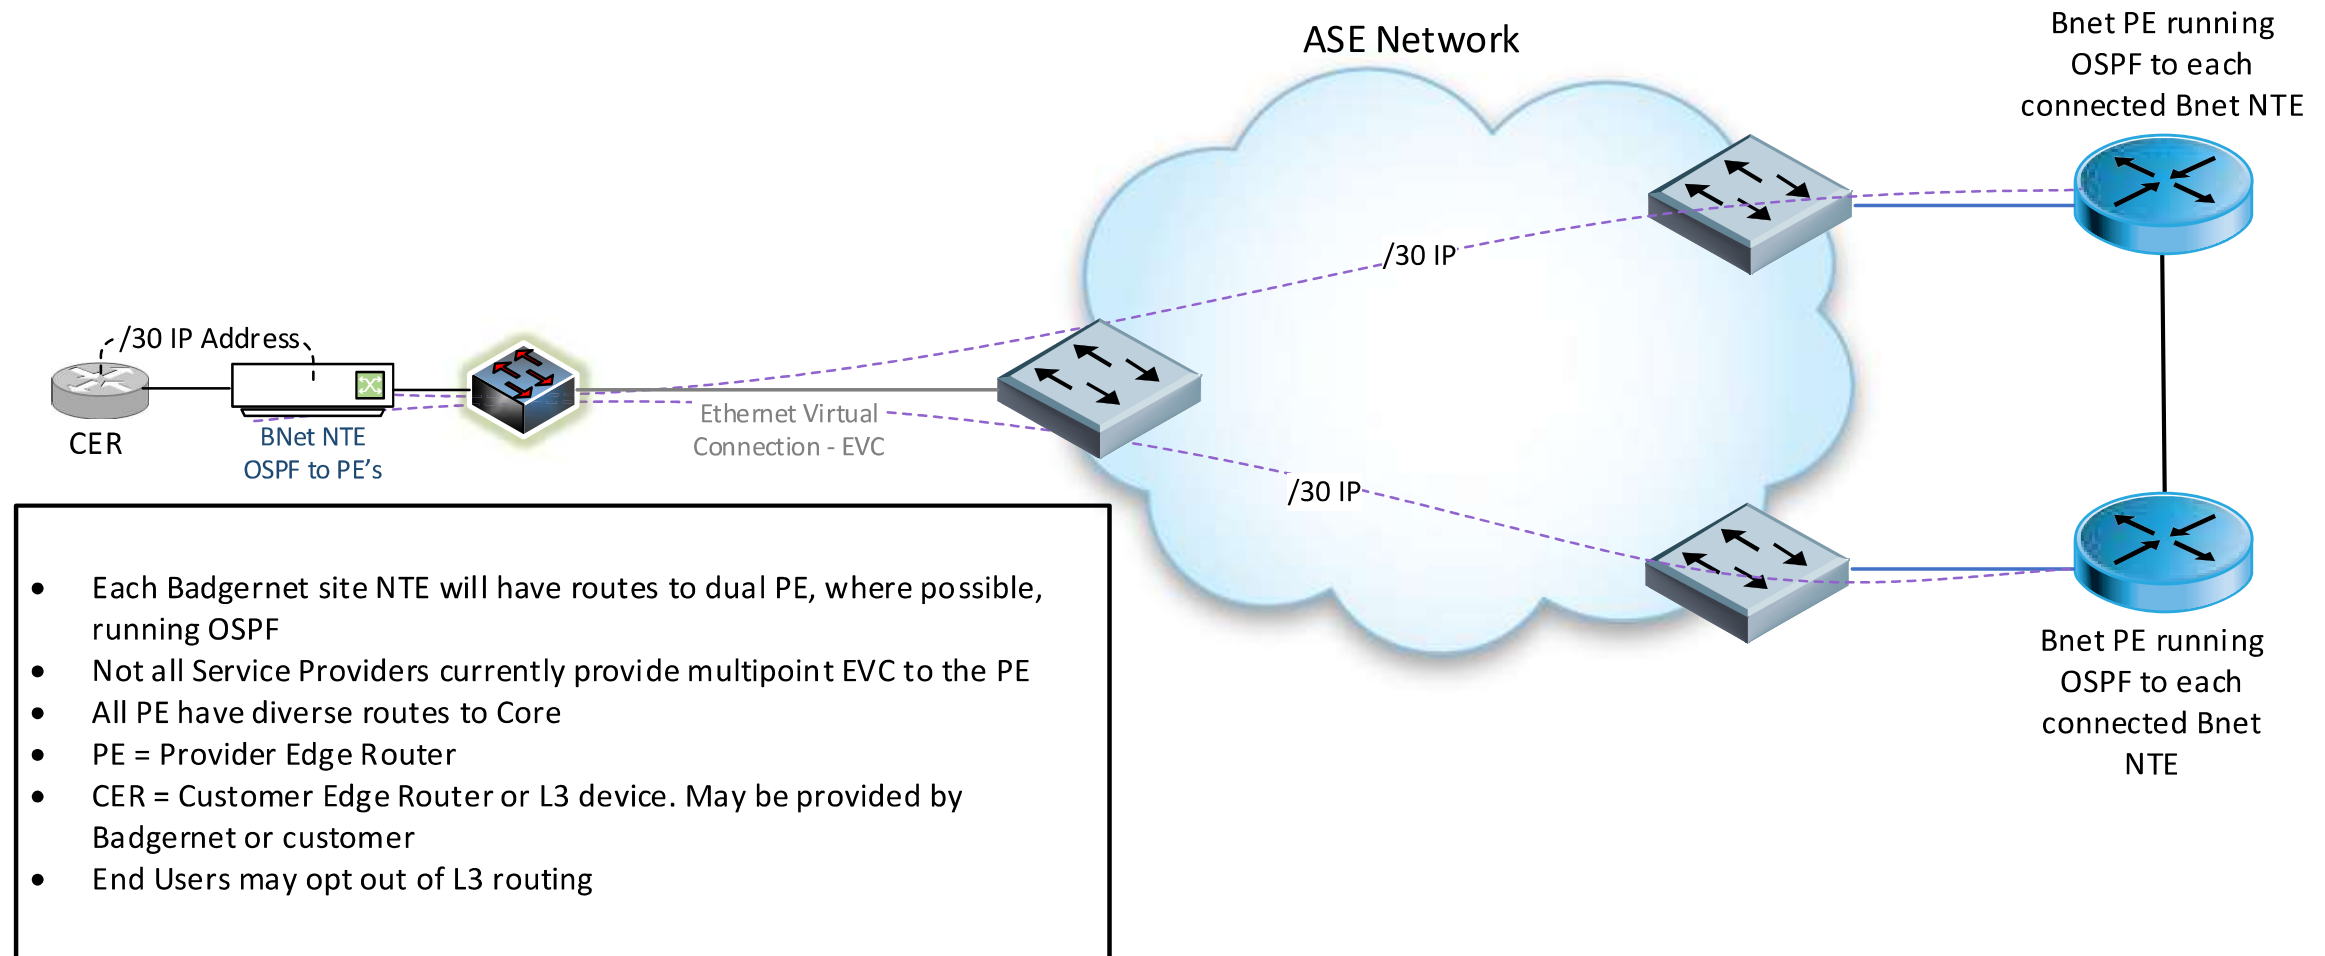 ASE Network
Bnet PE running
OSPF to each
connected Bnet NTE
/30 IP
/30 IP Address
CER
BNet NTE
OSPF to PE’s
Ethernet Virtual
Connection - EVC
/30 IP
Bnet PE running
OSPF to each
connected Bnet
NTE
• Each Badgernet site NTE will have routes to dual PE, where possible,
running OSPF
• Not all Service Providers currently provide multipoint EVC to the PE
• All PE have diverse routes to Core
• PE = Provider Edge Router
• CER = Customer Edge Router or L3 device. May be provided by
Badgernet or customer
• End Users may opt out of L3 routing